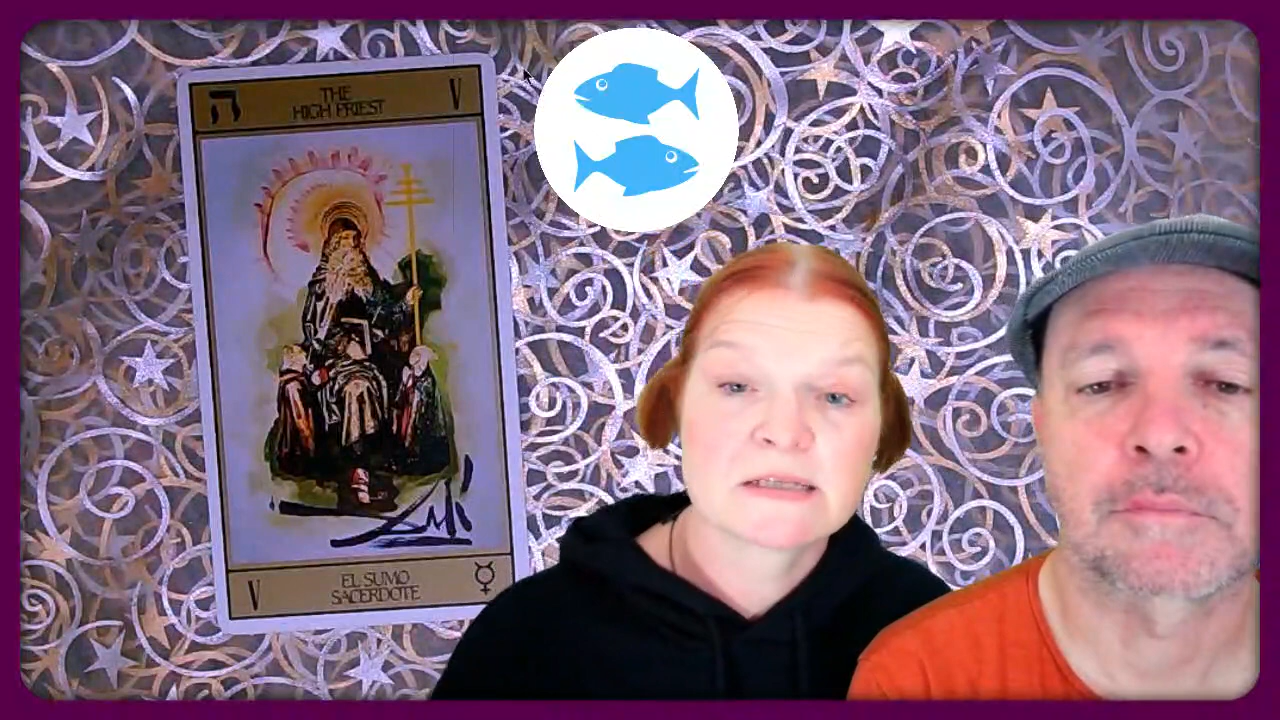 ה
THE
HIGH PRIEST
V
V
EL SUMO
SACERDOTE